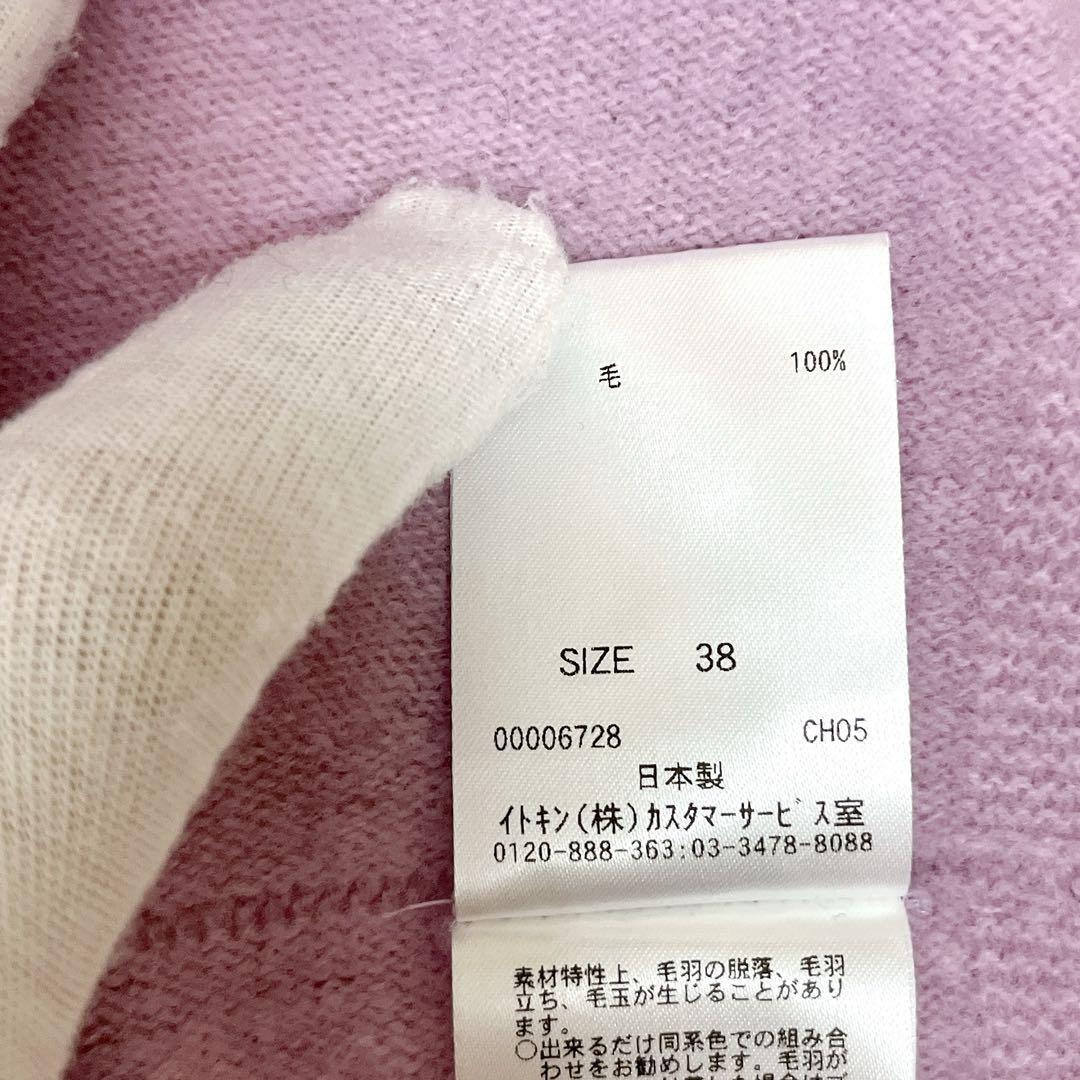 毛 100%
SIZE 38
00006728 CH05
日本製
イトキン(株)カスタマーサービス室
0120-888-363:03-3478-8088
素材特性上、毛羽の脱落、毛羽
立ち、毛玉が生じることがあり
ます。
○出来るだけ同系色での組み合
わせをお勧めします。毛羽が